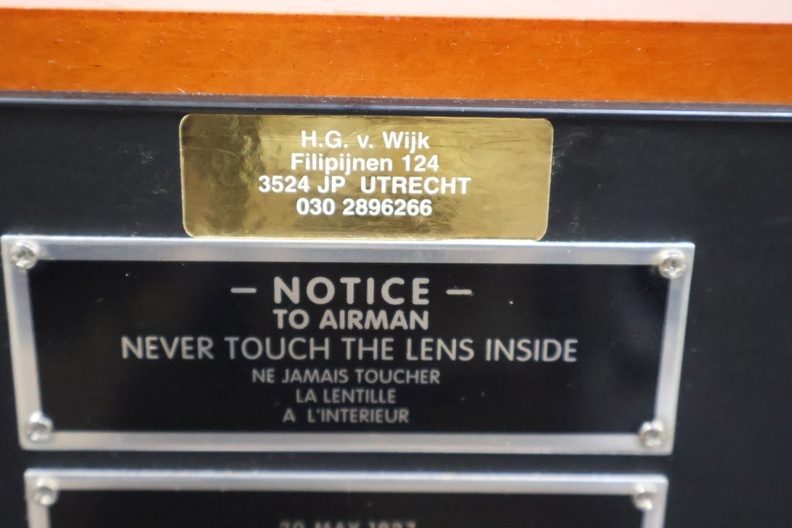 H.G. v. Wijk
Filipijnen 124
3524 JP UTRECHT
030 2896266
– NOTICE –
TO AIRMAN
NEVER TOUCH THE LENS INSIDE
NE JAMAIS TOUCHER
LA LENTILLE
A L'INTERIEUR